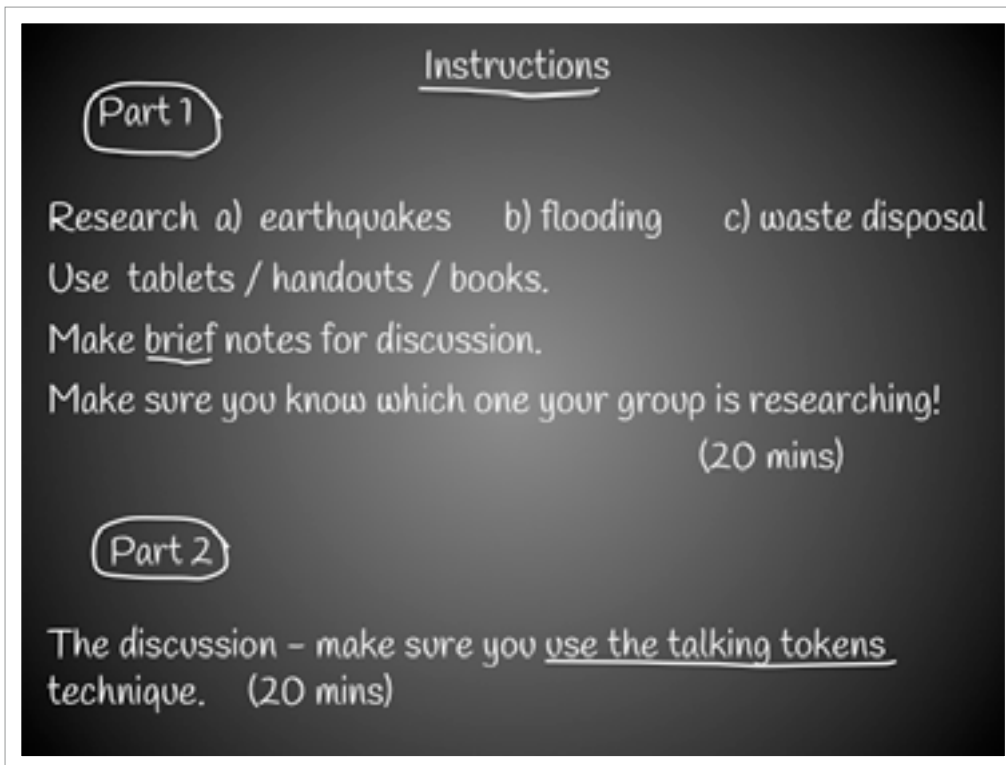 Instructions
Part 1
Research a) earthquakes b) flooding c) waste disposal
Use tablets / handouts / books.
Make brief notes for discussion.
Make sure you know which one your group is researching!
(20 mins)
Part 2
The discussion – make sure you use the talking tokens
technique. (20 mins)